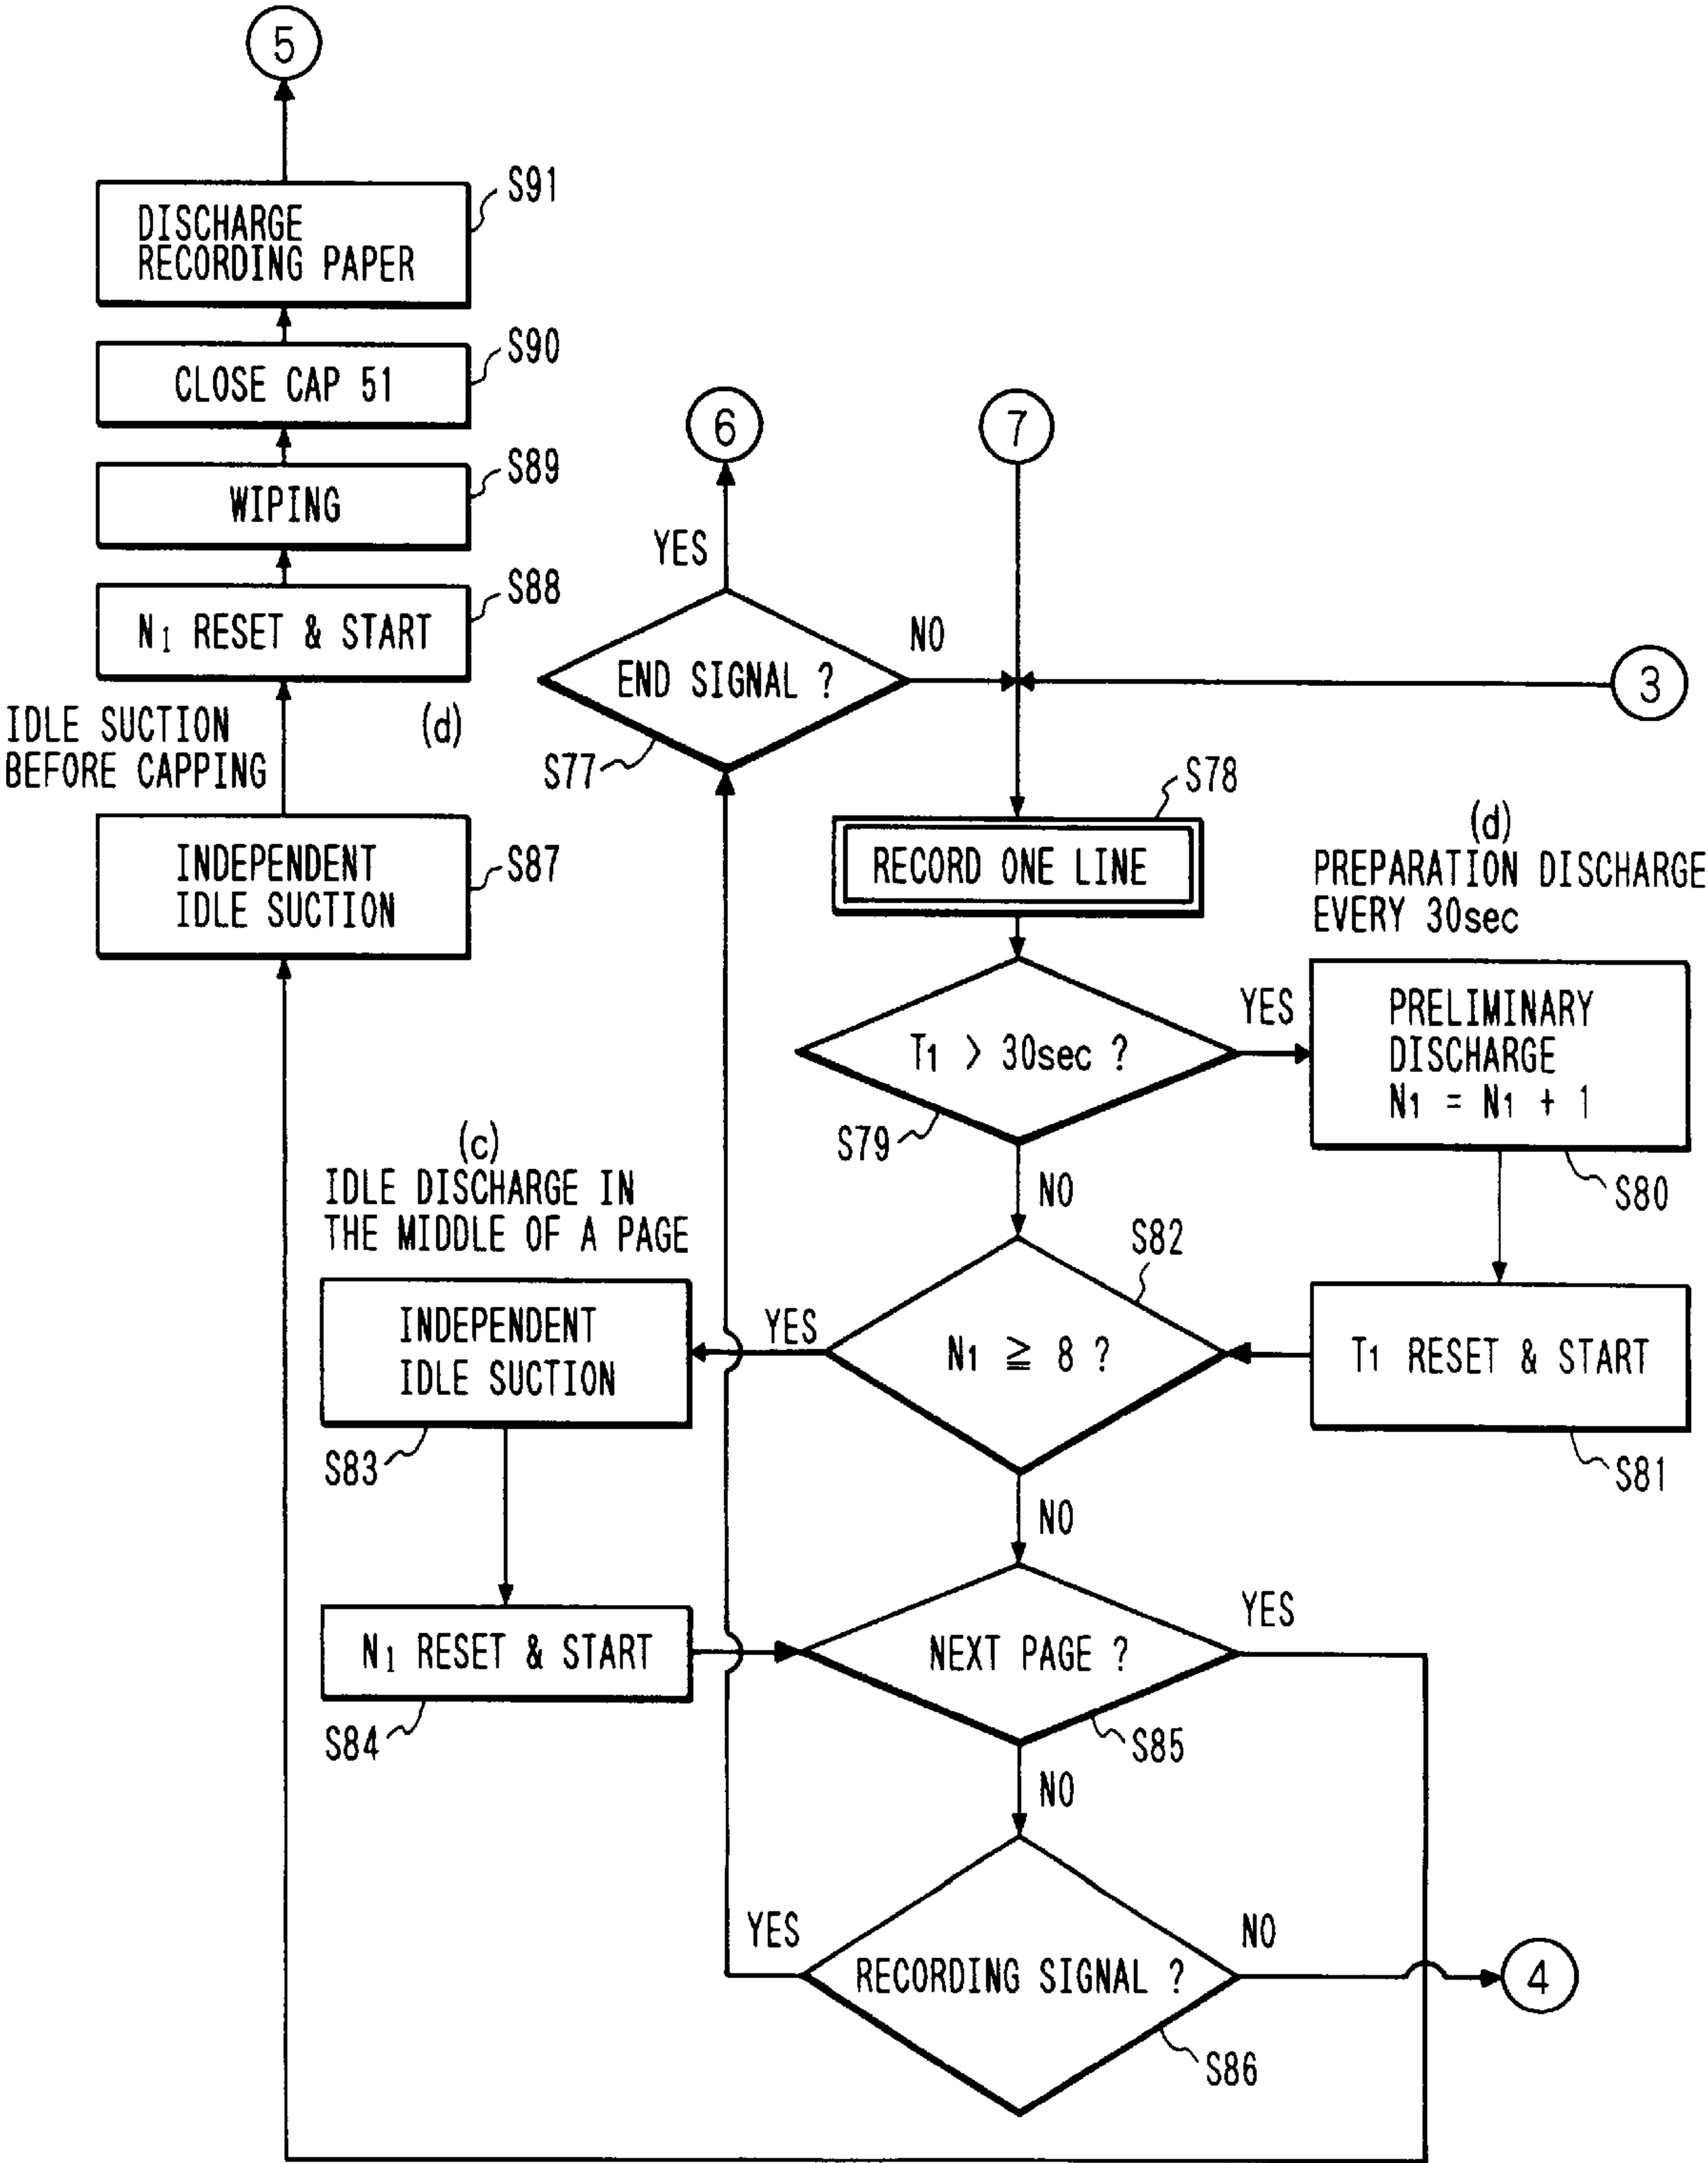 5
S91
DISCHARGE
RECORDING PAPER
S90
CLOSE CAP 51
S89
WIPING
S88
N1 RESET & START
IDLE SUCTION
BEFORE CAPPING
(d)
S87
INDEPENDENT
IDLE SUCTION
6
7
YES
END SIGNAL ?
NO
3
S77
S78
RECORD ONE LINE
(d)
PREPARATION DISCHARGE
EVERY 30sec
T1 > 30sec ?
YES
PRELIMINARY
DISCHARGE
N1 = N1 + 1
S79
NO
S80
(c)
IDLE DISCHARGE IN
THE MIDDLE OF A PAGE
S82
INDEPENDENT
IDLE SUCTION
YES
N1 ≧ 8 ?
T1 RESET & START
S83
S81
NO
N1 RESET & START
NEXT PAGE ?
YES
S84
S85
NO
YES
RECORDING SIGNAL ?
NO
4
S86